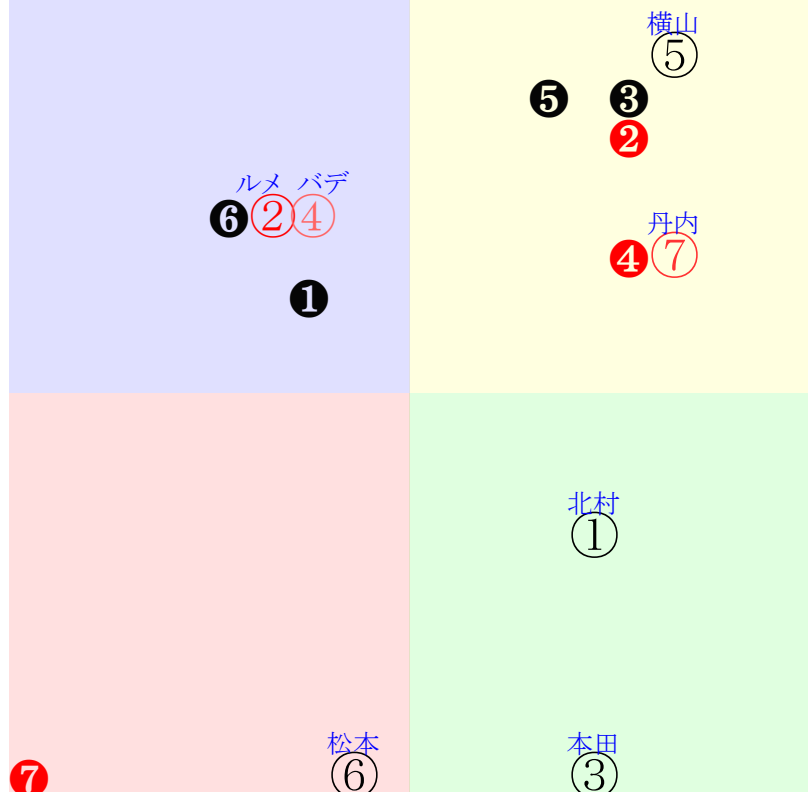 横山
⑤
❺ ❸
❷
ルメ バデ
❻②④
丹内
❹⑦
❶
北村
①
松本 本田
❼ ⑥ ③